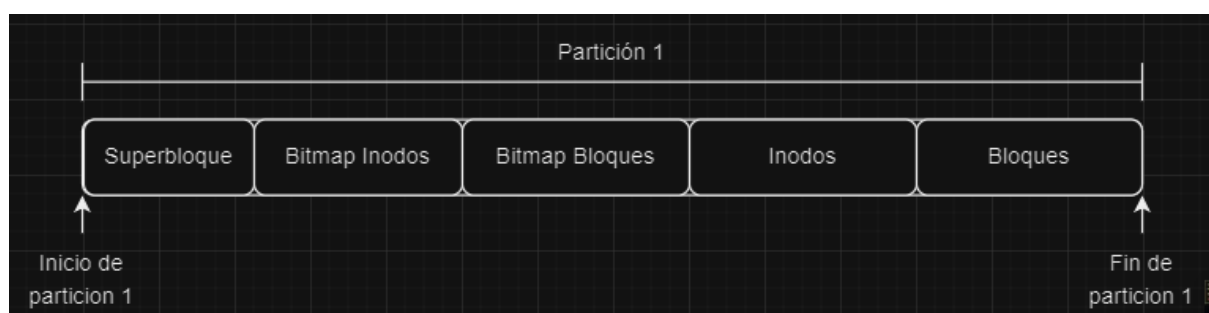 Partición 1
Superbloque
Bitmap Inodos
Bitmap Bloques
Inodos
Bloques
Inicio de
particion 1
Fin de
particion 1